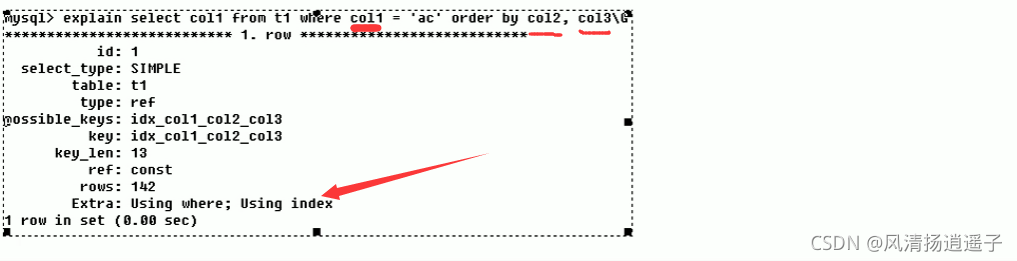 mysql> explain select col1 from t1 where col1 = 'ac' order by col2, col3\G
*************************** 1. row ***************************
id: 1
select_type: SIMPLE
table: t1
type: ref
possible_keys: idx_col1_col2_col3
key: idx_col1_col2_col3
key_len: 13
ref: const
rows: 142
Extra: Using where; Using index
1 row in set (0.00 sec)
CSDN @风清扬逍遥子